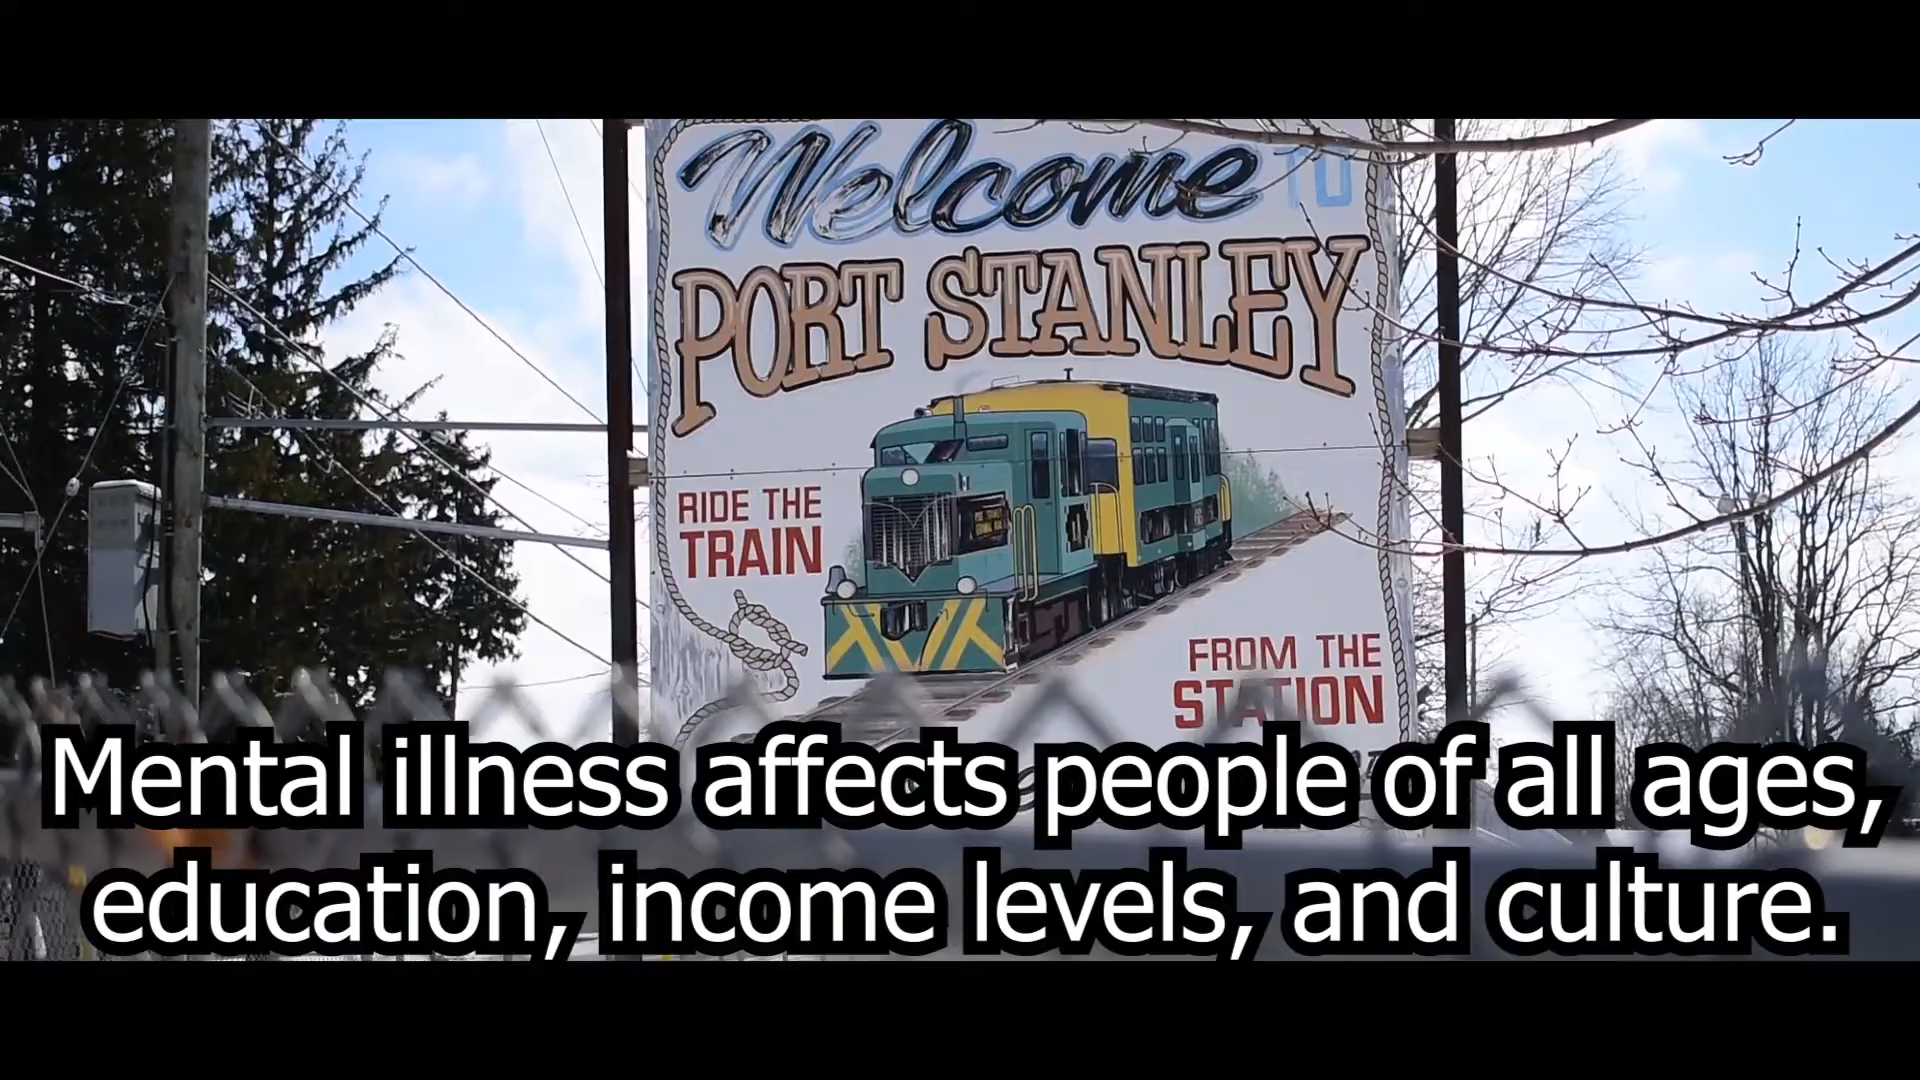 Welcome TO
PORT STANLEY
RIDE THE
TRAIN
FROM THE
STATION
Mental illness affects people of all ages,
education, income levels, and culture.